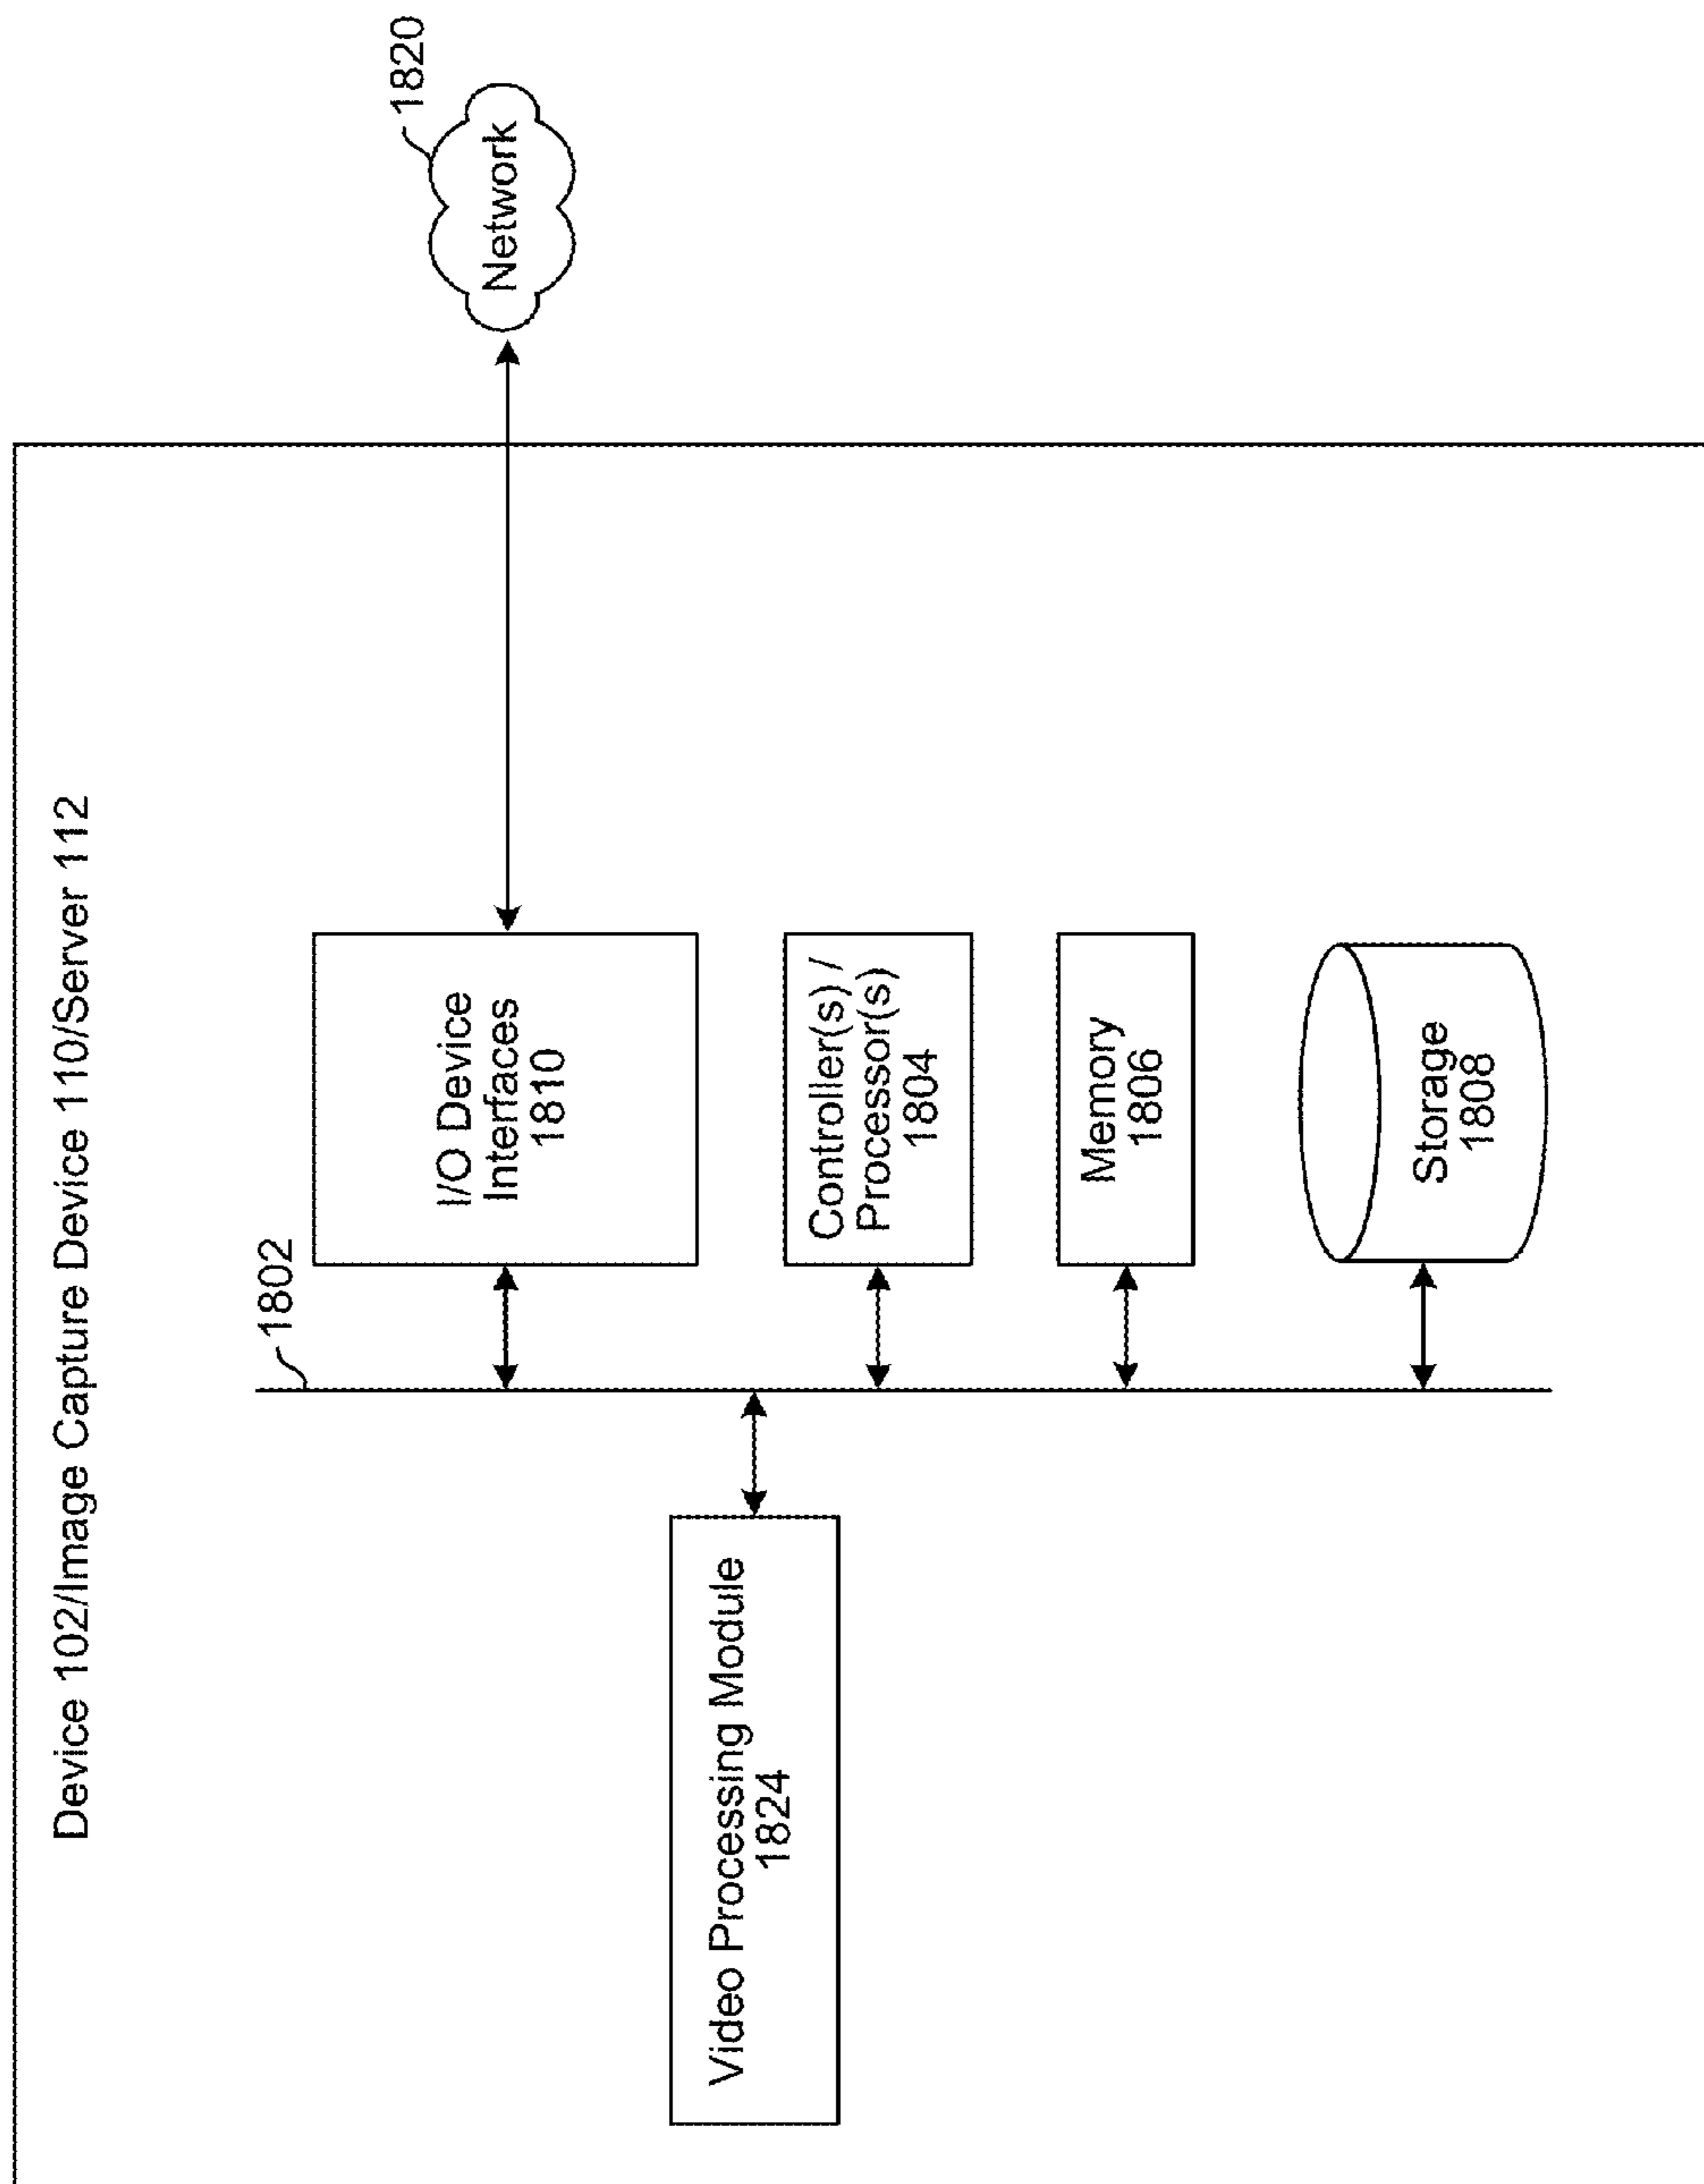 Device 102/Image Capture Device 110/Server 112
1802
1820
I/O Device
Interfaces
1810
Network
Video Processing Module
1824
Controller(s) /
Processor(s)
1804
Memory
1806
Storage
1808